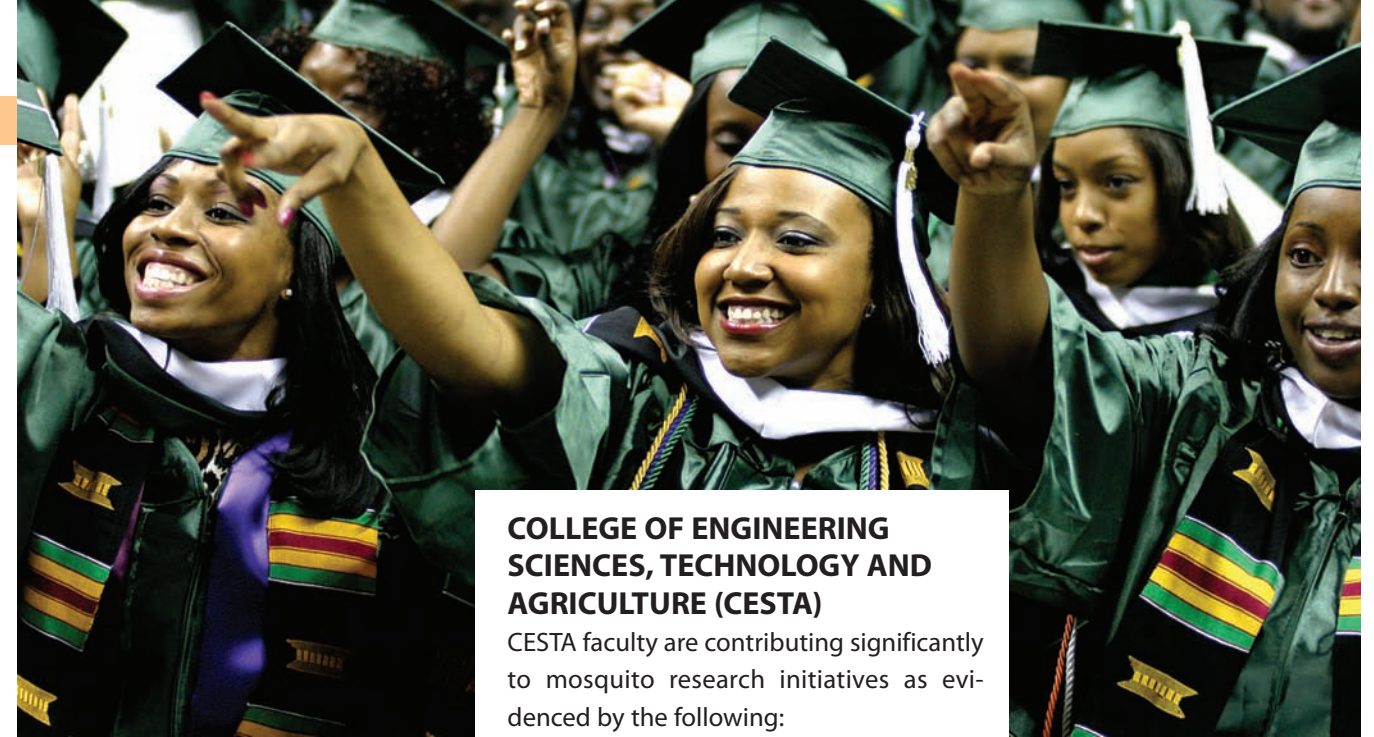 COLLEGE OF ENGINEERING
SCIENCES, TECHNOLOGY AND
AGRICULTURE (CESTA)
CESTA faculty are contributing significantly
to mosquito research initiatives as evi-
denced by the following: